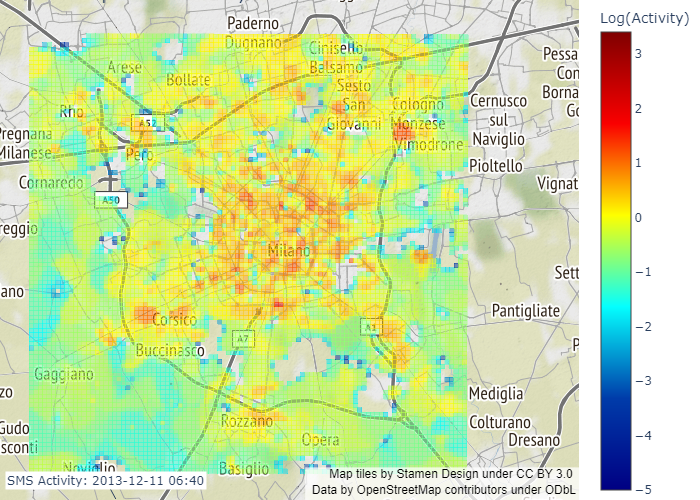 Log(Activity)
3
2
1
0
−1
−2
−3
−4
−5
Paderno
Dugnano
Cinisello
Balsamo
Arese
Bollate
Sesto
San
Giovanni
Cologno
Monzese
Vimodrone
Cernusco
sul
Naviglio
Pessa
Con
Borna
Go
Rho
A52
Pero
Pregnana
Milanese
Cornaredo
Pioltello
Vignat
A50
reggio
Milano
Sett
ano
Pantigliate
Corsico
A7
A1
Buccinasco
P
Gaggiano
zo
Mediglia
Rozzano
Colturano
Dresano
Gudo
sconti
Opera
Noviglio
Basiglio
SMS Activity: 2013-12-11 06:40
Map tiles by Stamen Design under CC BY 3.0
Data by OpenStreetMap contributors under ODbL